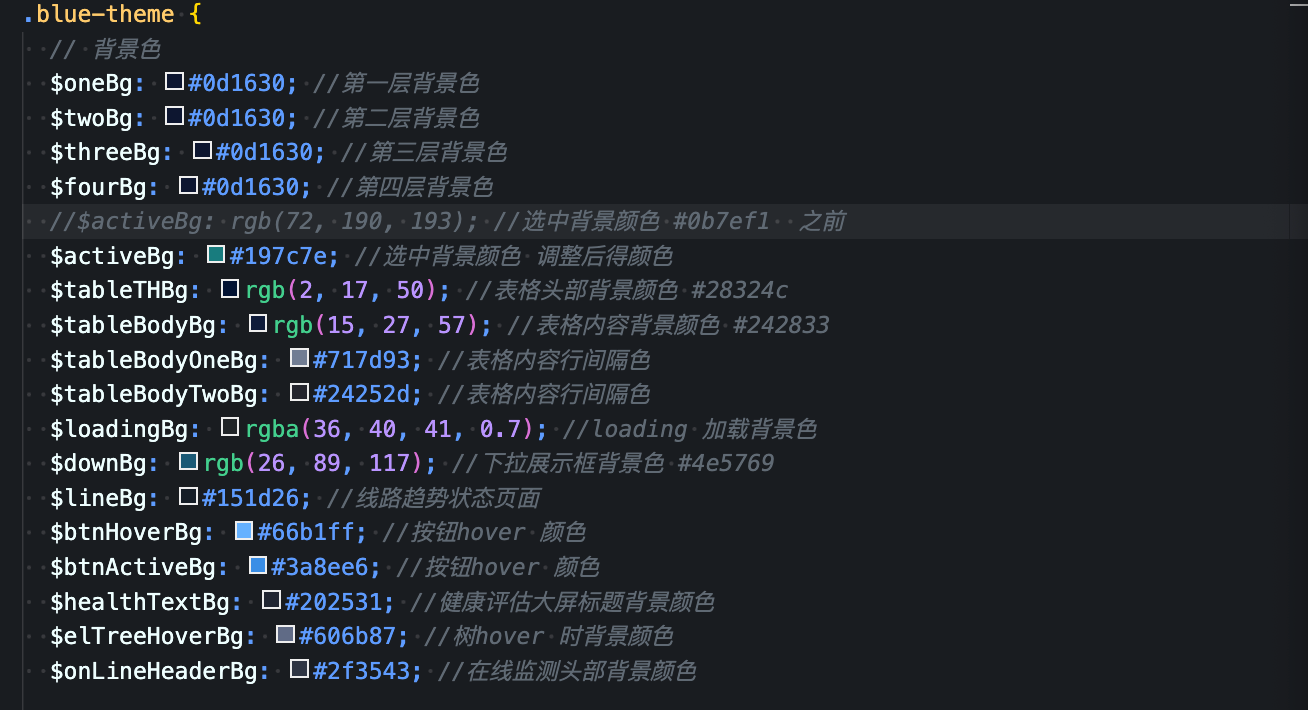 .blue-theme {
// 背景色
$oneBg: #0d1630; //第一层背景色
$twoBg: #0d1630; //第二层背景色
$threeBg: #0d1630; //第三层背景色
$fourBg: #0d1630; //第四层背景色
//$activeBg: rgb(72, 190, 193); //选中背景颜色 #0b7ef1  之前
$activeBg: #197c7e; //选中背景颜色 调整后得颜色
$tableTHBg: rgb(2, 17, 50); //表格头部背景颜色 #28324c
$tableBodyBg: rgb(15, 27, 57); //表格内容背景颜色 #242833
$tableBodyOneBg: #717d93; //表格内容行间隔色
$tableBodyTwoBg: #24252d; //表格内容行间隔色
$loadingBg: rgba(36, 40, 41, 0.7); //loading 加载背景色
$downBg: rgb(26, 89, 117); //下拉展示框背景色 #4e5769
$lineBg: #151d26; //线路趋势状态页面
$btnHoverBg: #66b1ff; //按钮hover 颜色
$btnActiveBg: #3a8ee6; //按钮hover 颜色
$healthTextBg: #202531; //健康评估大屏标题背景颜色
$elTreeHoverBg: #606b87; //树hover 时背景颜色
$onLineHeaderBg: #2f3543; //在线监测头部背景颜色